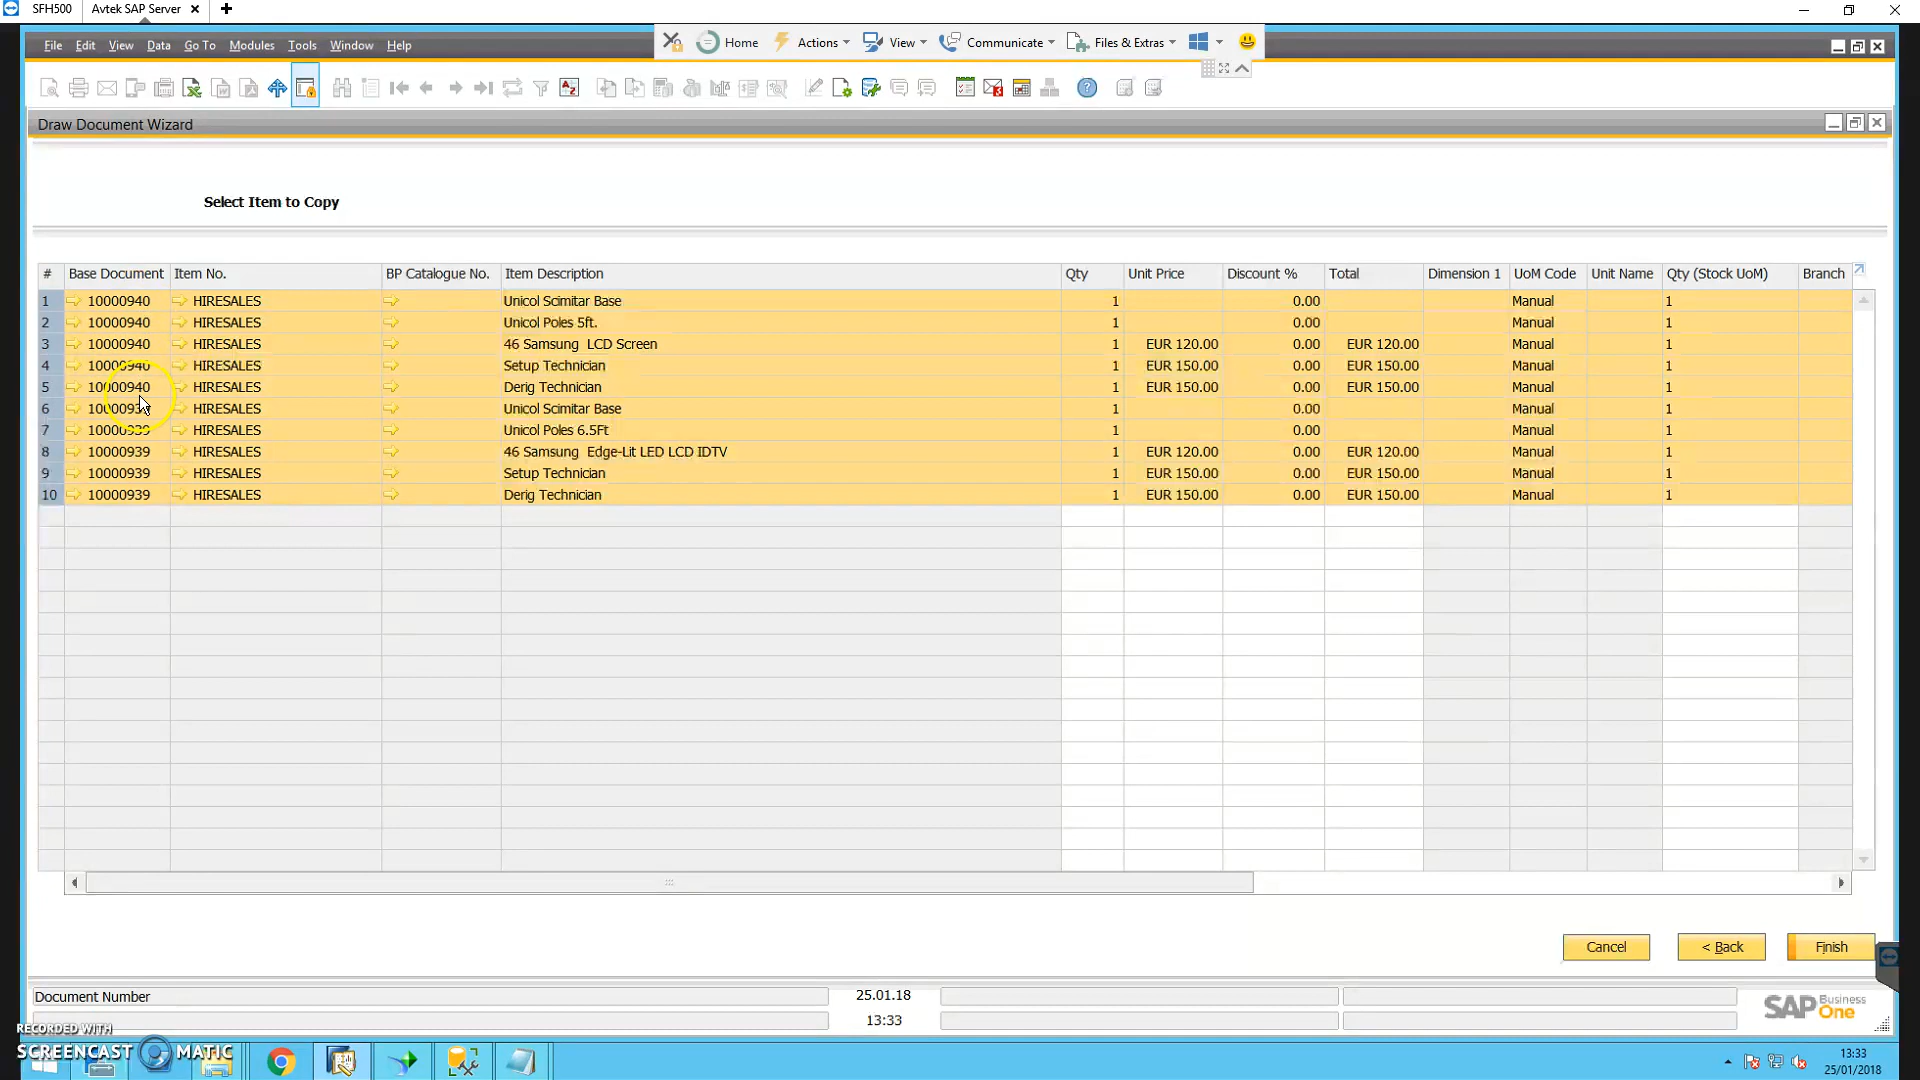 SFH500 Avtek SAP Server
File Edit View Data Go To Modules Tools Window Help
Home Actions View Communicate Files & Extras
Draw Document Wizard
Select Item to Copy
# Base Document Item No. BP Catalogue No. Item Description Qty Unit Price Discount % Total Dimension 1 UoM Code Unit Name Qty (Stock UoM) Branch
1 10000940 HIRESALES Unicol Scimitar Base 1 0.00 Manual 1
2 10000940 HIRESALES Unicol Poles 5ft. 1 0.00 Manual 1
3 10000940 HIRESALES 46 Samsung LCD Screen 1 EUR 120.00 0.00 EUR 120.00 Manual 1
4 10000940 HIRESALES Setup Technician 1 EUR 150.00 0.00 EUR 150.00 Manual 1
5 10000940 HIRESALES Derig Technician 1 EUR 150.00 0.00 EUR 150.00 Manual 1
6 10000939 HIRESALES Unicol Scimitar Base 1 0.00 Manual 1
7 10000939 HIRESALES Unicol Poles 6.5Ft 1 0.00 Manual 1
8 10000939 HIRESALES 46 Samsung Edge-Lit LED LCD IDTV 1 EUR 120.00 0.00 EUR 120.00 Manual 1
9 10000939 HIRESALES Setup Technician 1 EUR 150.00 0.00 EUR 150.00 Manual 1
10 10000939 HIRESALES Derig Technician 1 EUR 150.00 0.00 EUR 150.00 Manual 1
Cancel < Back Finish
Document Number 25.01.18
13:33
SAP Business One
RECORDED WITH
SCREENCAST MATIC
13:33
25/01/2018